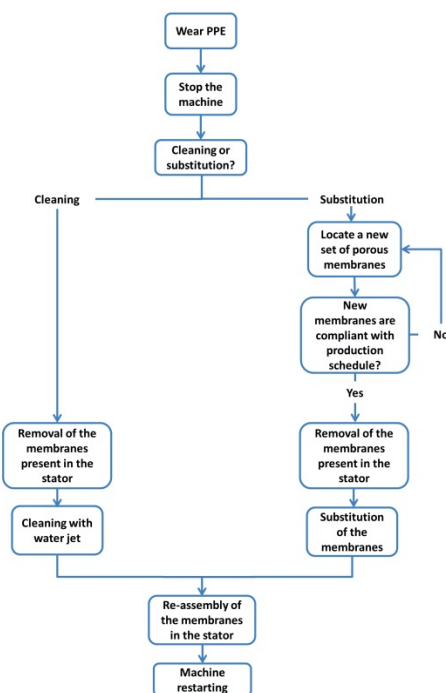 Wear PPE
Stop the
machine
Cleaning or
substitution?
Cleaning
Substitution
Locate a new
set of porous
membranes
New
membranes are
compliant with
production
schedule?
No
Yes
Removal of the
membranes
present in the
stator
Removal of the
membranes
present in the
stator
Cleaning with
water jet
Substitution
of the
membranes
Re-assembly of
the membranes
in the stator
Machine
restarting